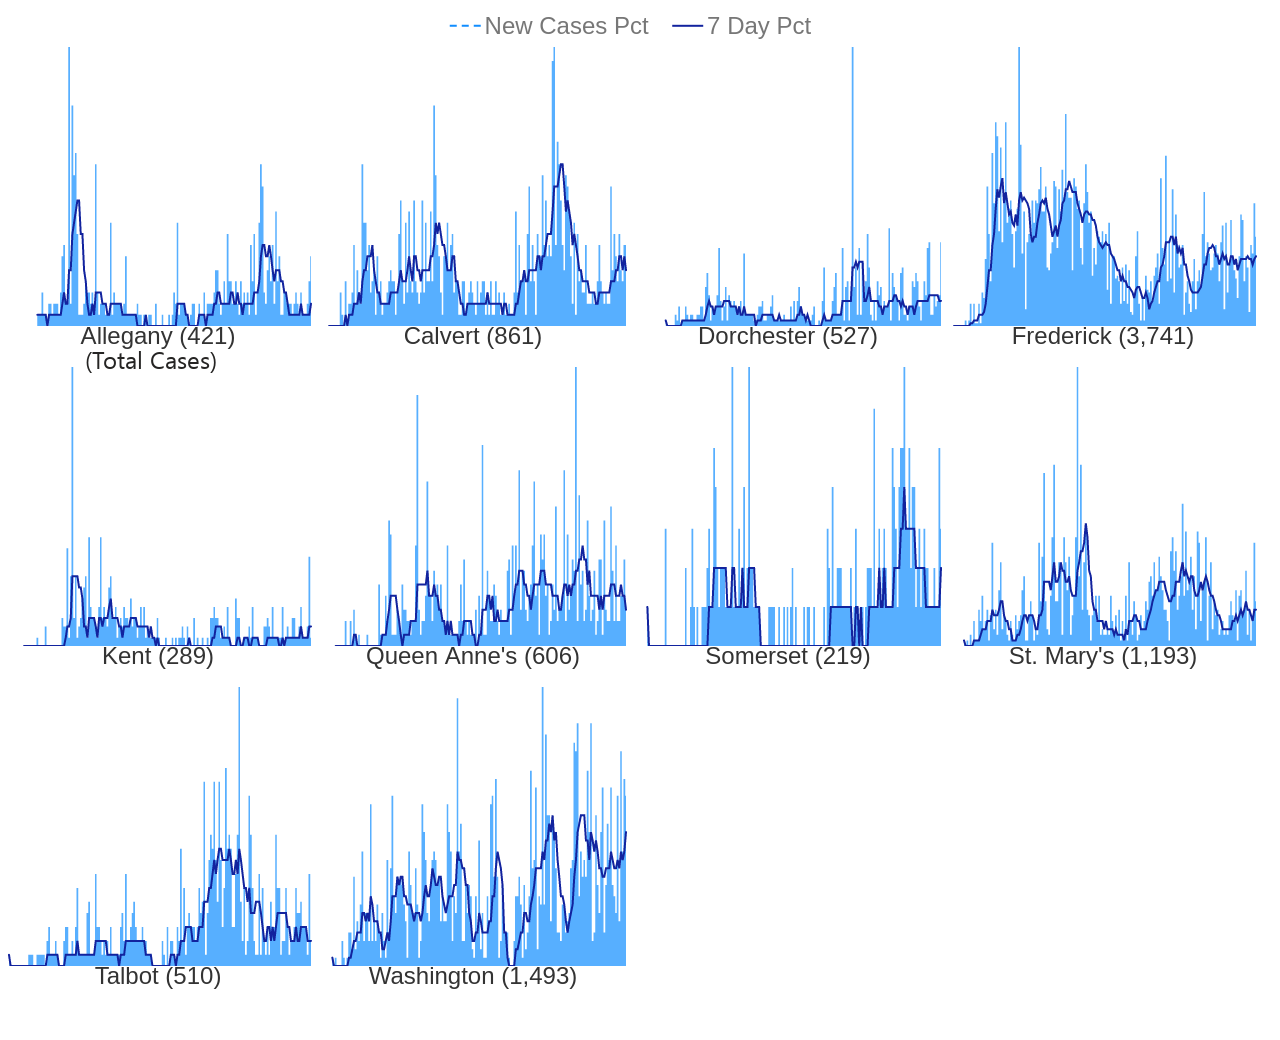 New Cases Pct 7 Day Pct
Allegany (421) Calvert (861) Dorchester (527) Frederick (3,741)
(Total Cases)
Kent (289) Queen Anne's (606) Somerset (219) St. Mary's (1,193)
Talbot (510) Washington (1,493)